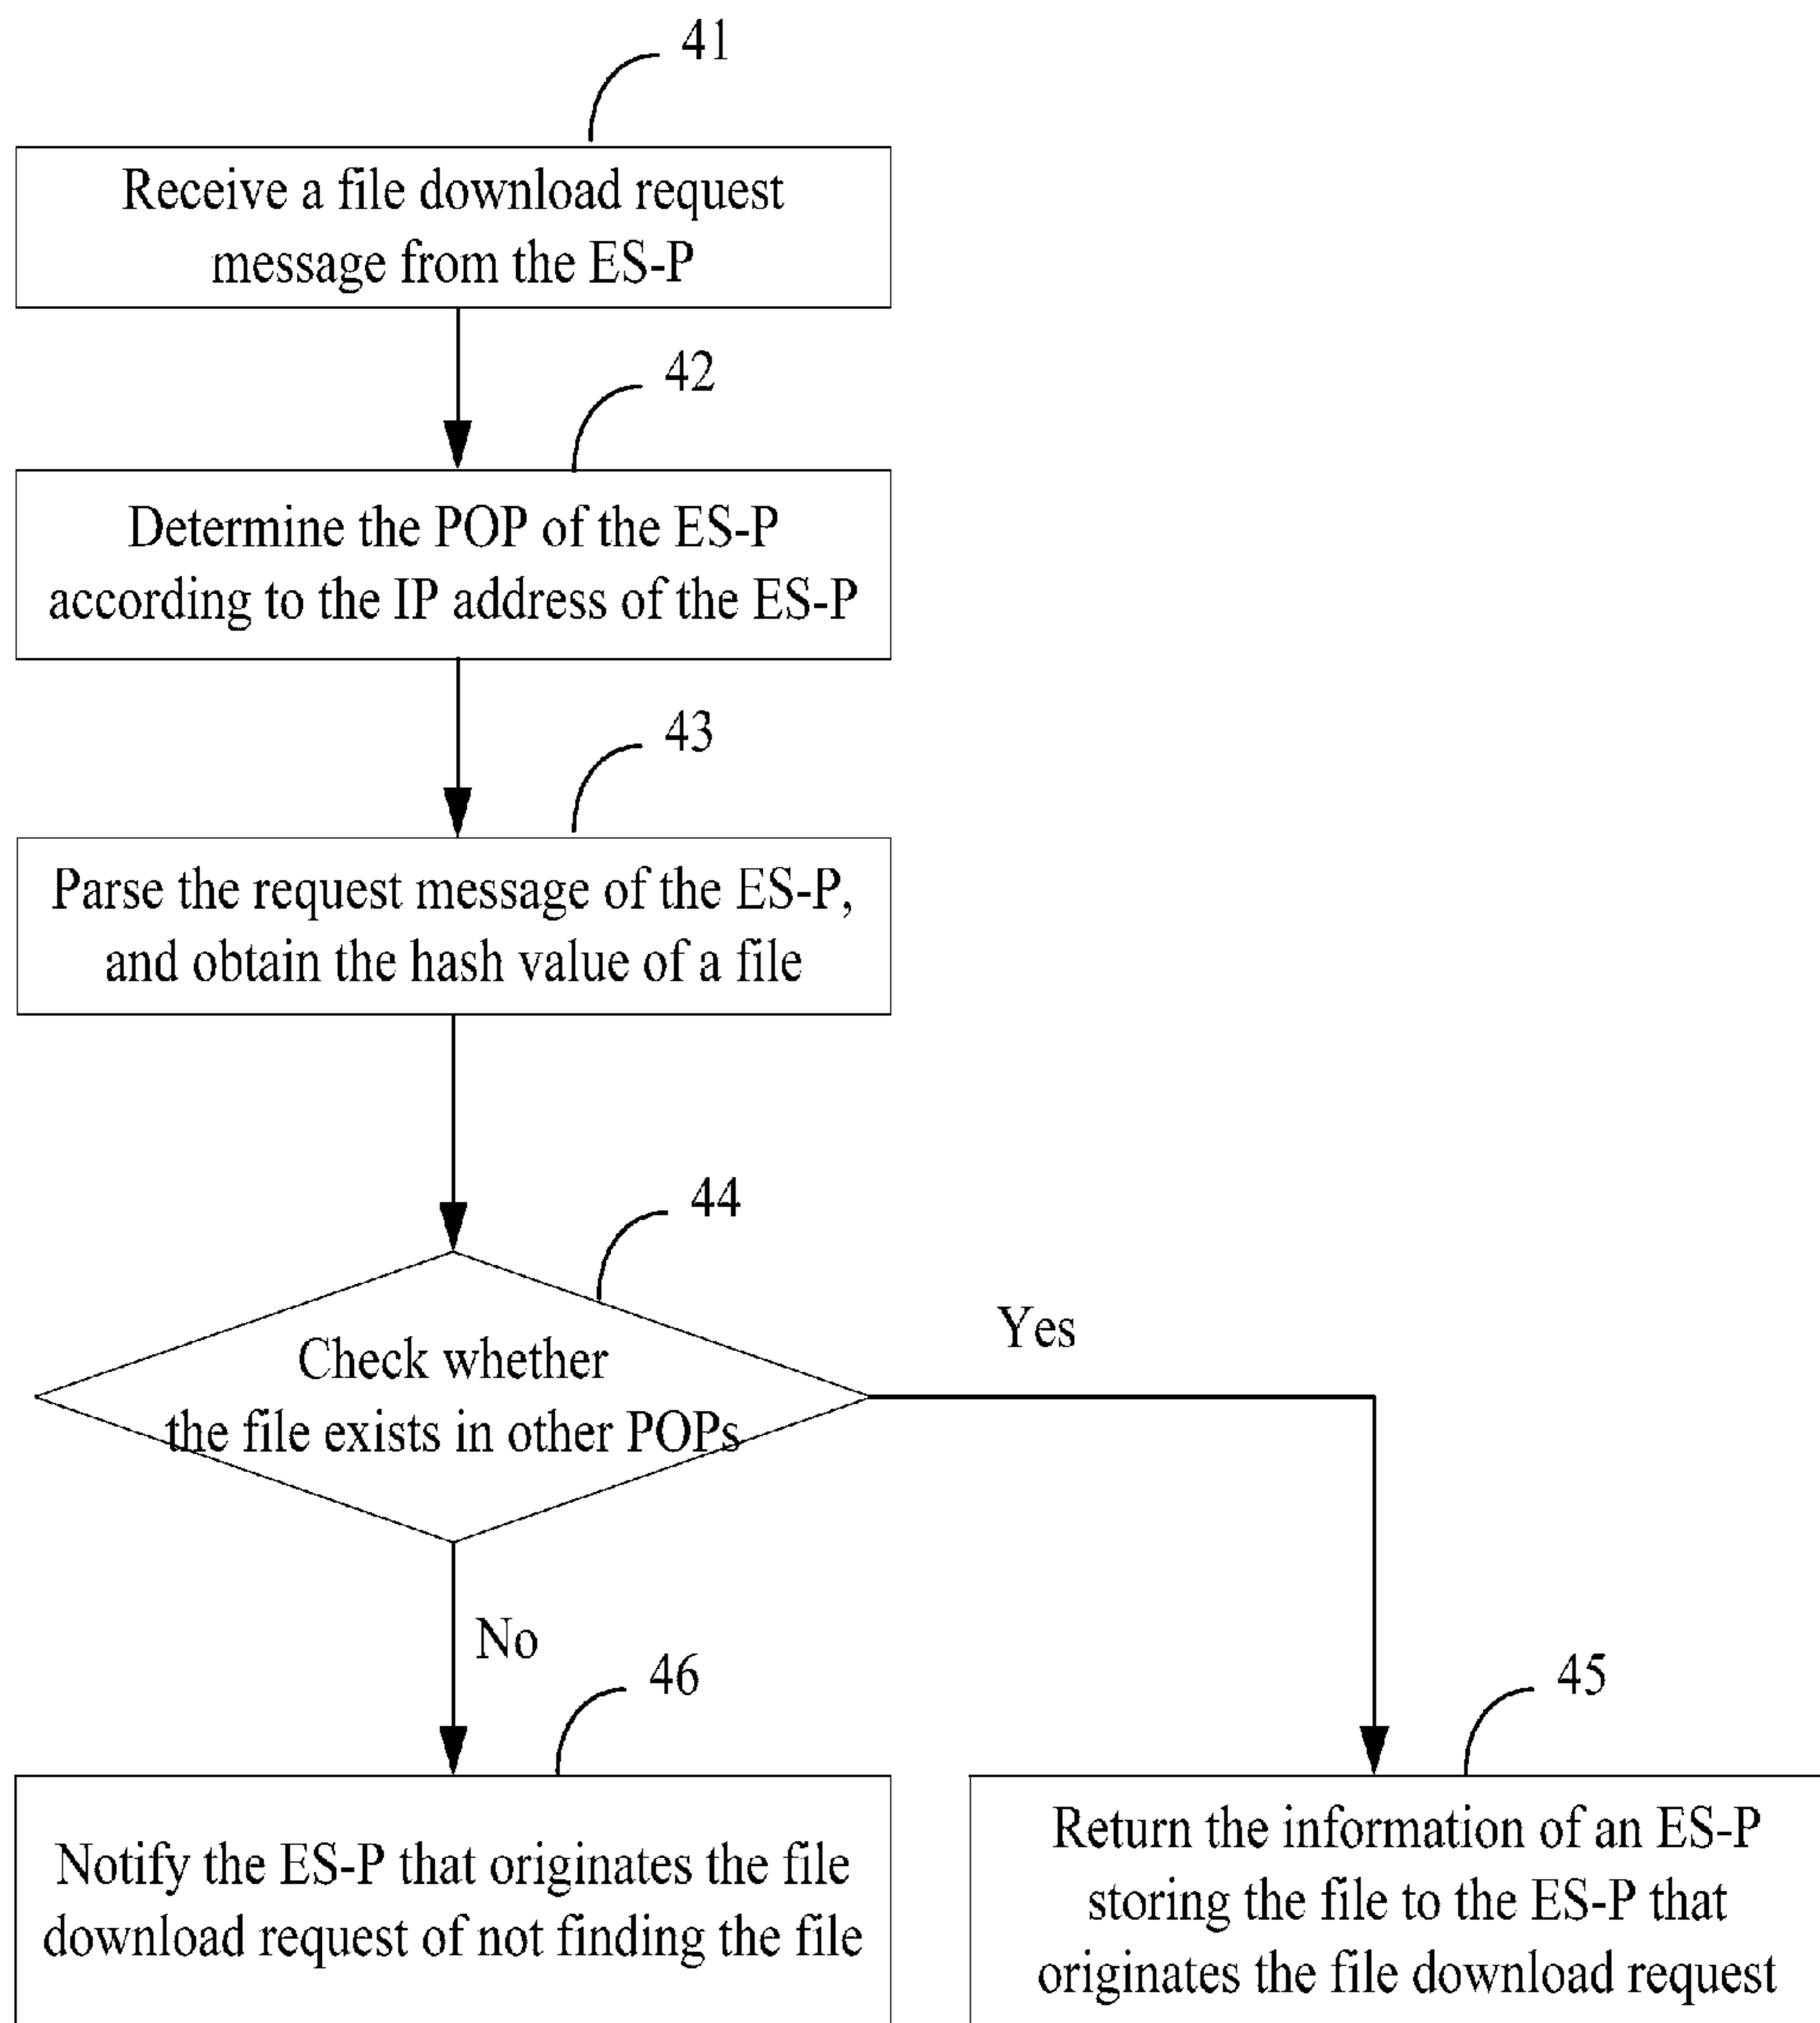 41
Receive a file download request
message from the ES-P
42
Determine the POP of the ES-P
according to the IP address of the ES-P
43
Parse the request message of the ES-P,
and obtain the hash value of a file
44
Check whether
the file exists in other POPs
Yes
No
46
Notify the ES-P that originates the file
download request of not finding the file
45
Return the information of an ES-P
storing the file to the ES-P that
originates the file download request